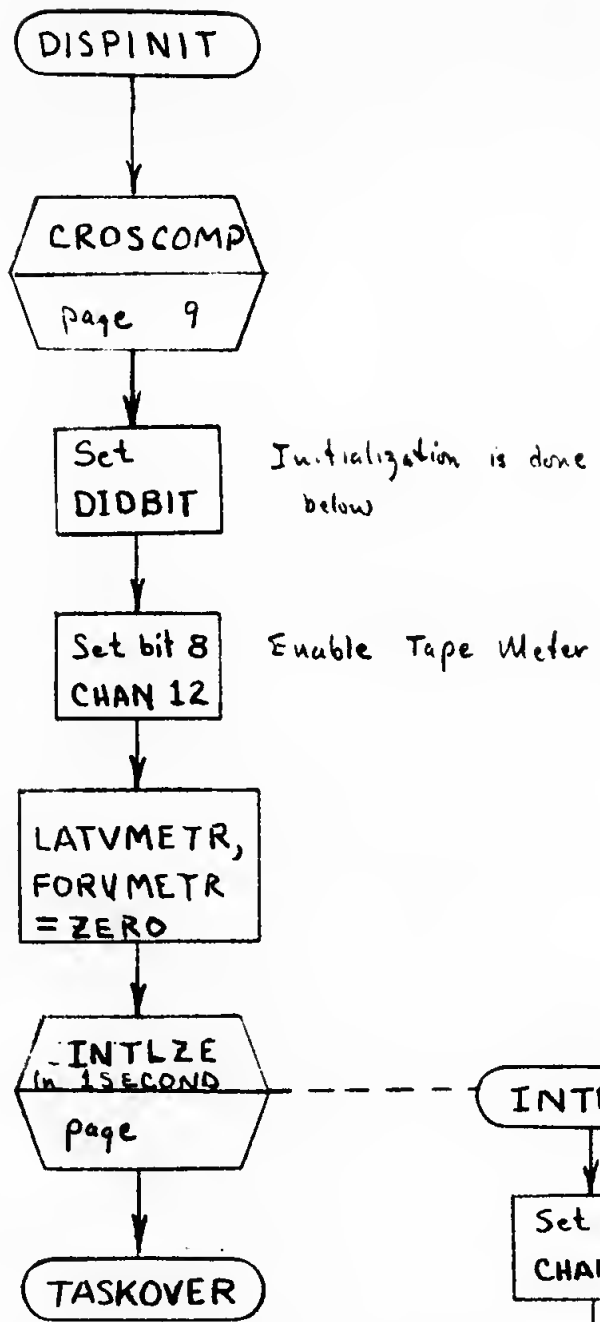 DISPINIT
CROSCOMP
page 9
Set
DIDBIT
Initialization is done
below
Set bit 8
CHAN 12
Enable Tape Meter
LATVMETR,
FORVMETR
= ZERO
INTLZE
in 1SECOND
page
TASKOVER
INT
Set
CHA